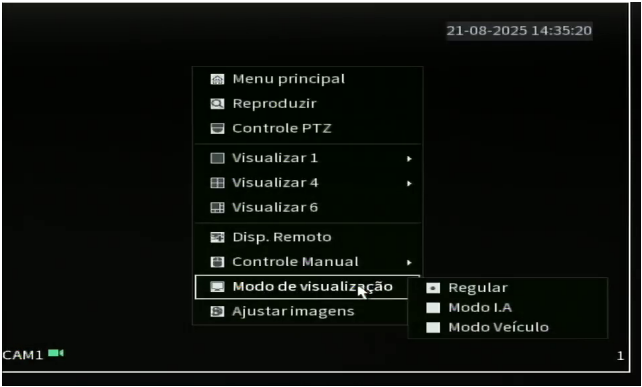 21-08-2025 14:35:20
Menu principal
Reproduzir
Controle PTZ
Visualizar 1
Visualizar 4
Visualizar 6
Disp. Remoto
Controle Manual
Modo de visualização
Regular
Modo I.A
Modo Veículo
Ajustar imagens
CAM1
1